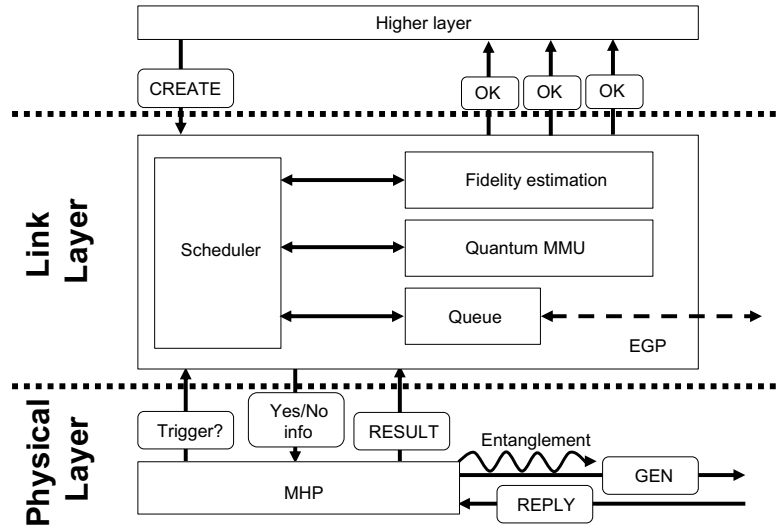 Higher layer
CREATE
OK
OK
OK
Link
Layer
Scheduler
Fidelity estimation
Quantum MMU
Queue
EGP
Physical
Layer
Trigger?
Yes/No
info
RESULT
Entanglement
GEN
MHP
REPLY